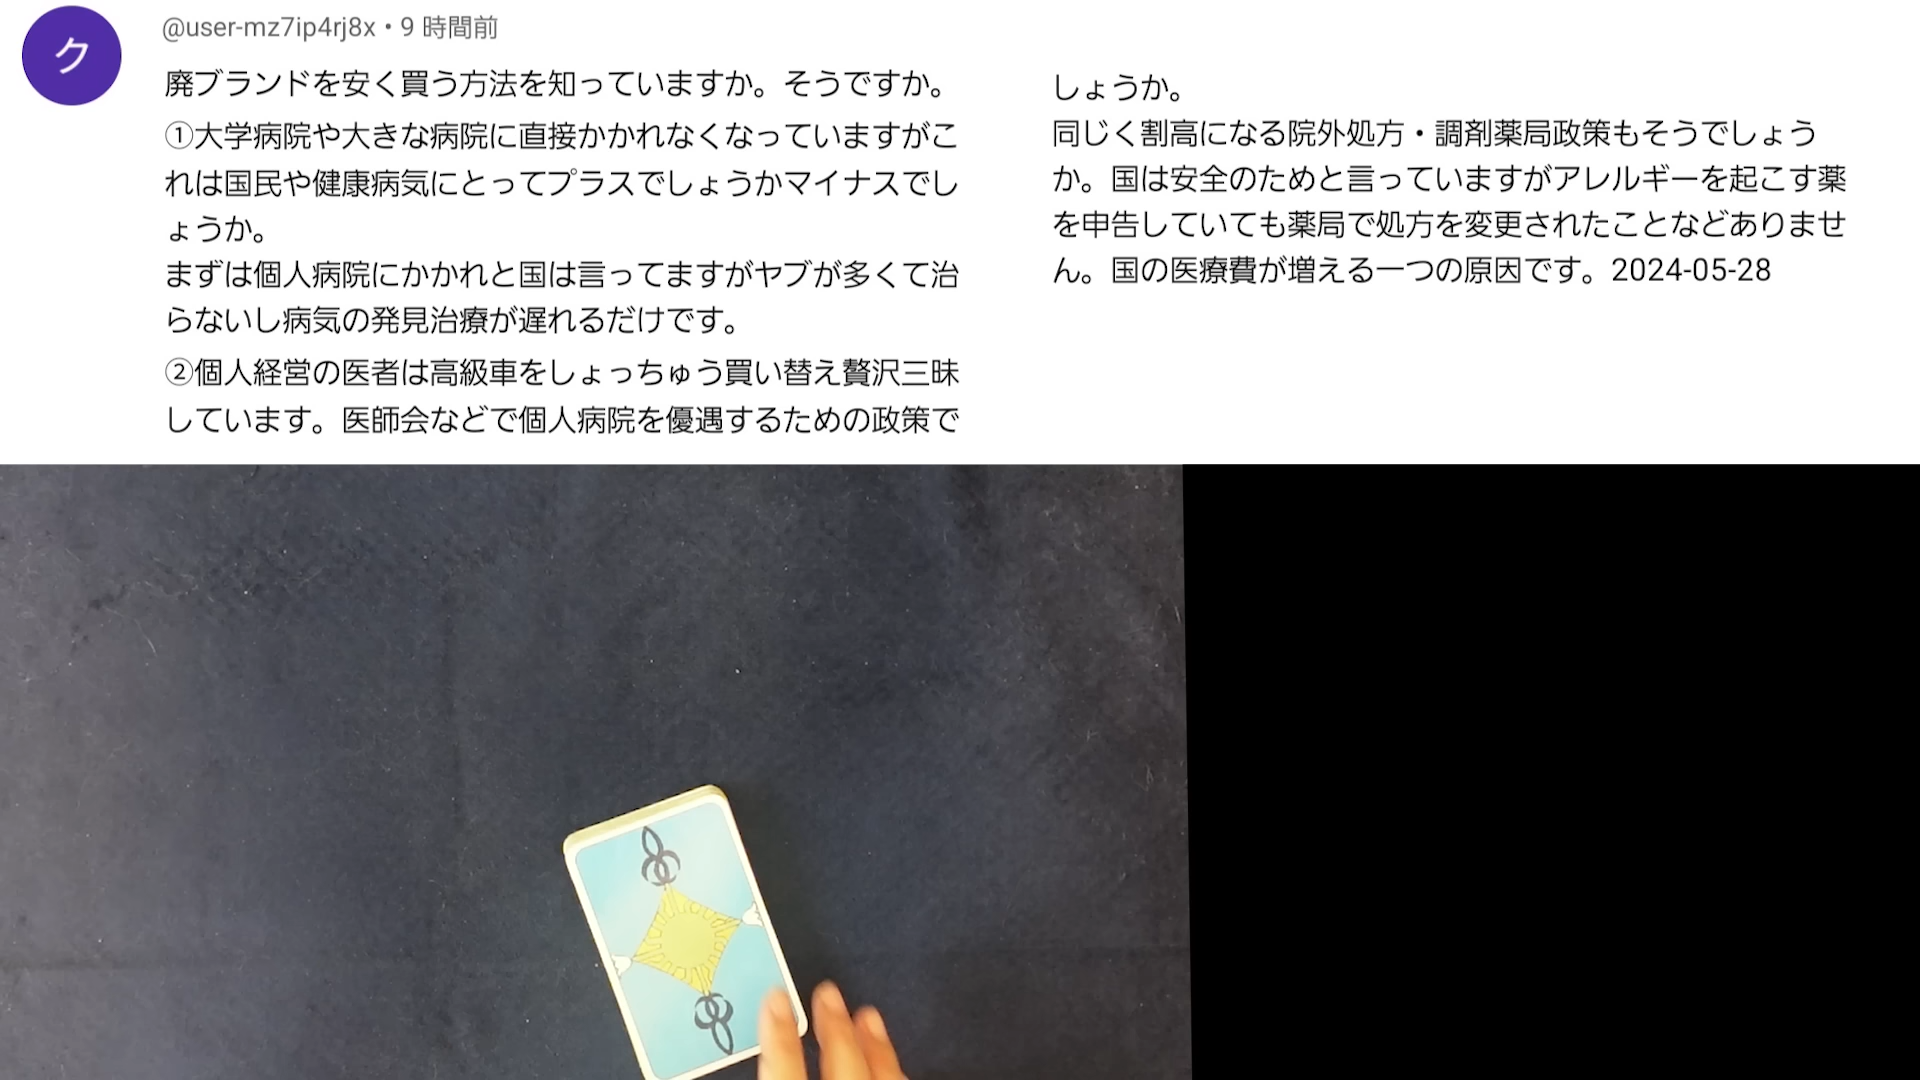 ク
@user-mz7ip4rj8x • 9 時間前
廃ブランドを安く買う方法を知っていますか。そうですか。
①大学病院や大きな病院に直接かかれなくなっていますがこ
れは国民や健康病気にとってプラスでしょうかマイナスでし
ょうか。
まずは個人病院にかかれと国は言ってますがヤブが多くて治
らないし病気の発見治療が遅れるだけです。
②個人経営の医者は高級車をしょっちゅう買い替え贅沢三昧
しています。医師会などで個人病院を優遇するための政策で
しょうか。
同じく割高になる院外処方・調剤薬局政策もそうでしょう
か。国は安全のためと言っていますがアレルギーを起こす薬
を申告していても薬局で処方を変更されたことなどありませ
ん。国の医療費が増える一つの原因です。2024-05-28